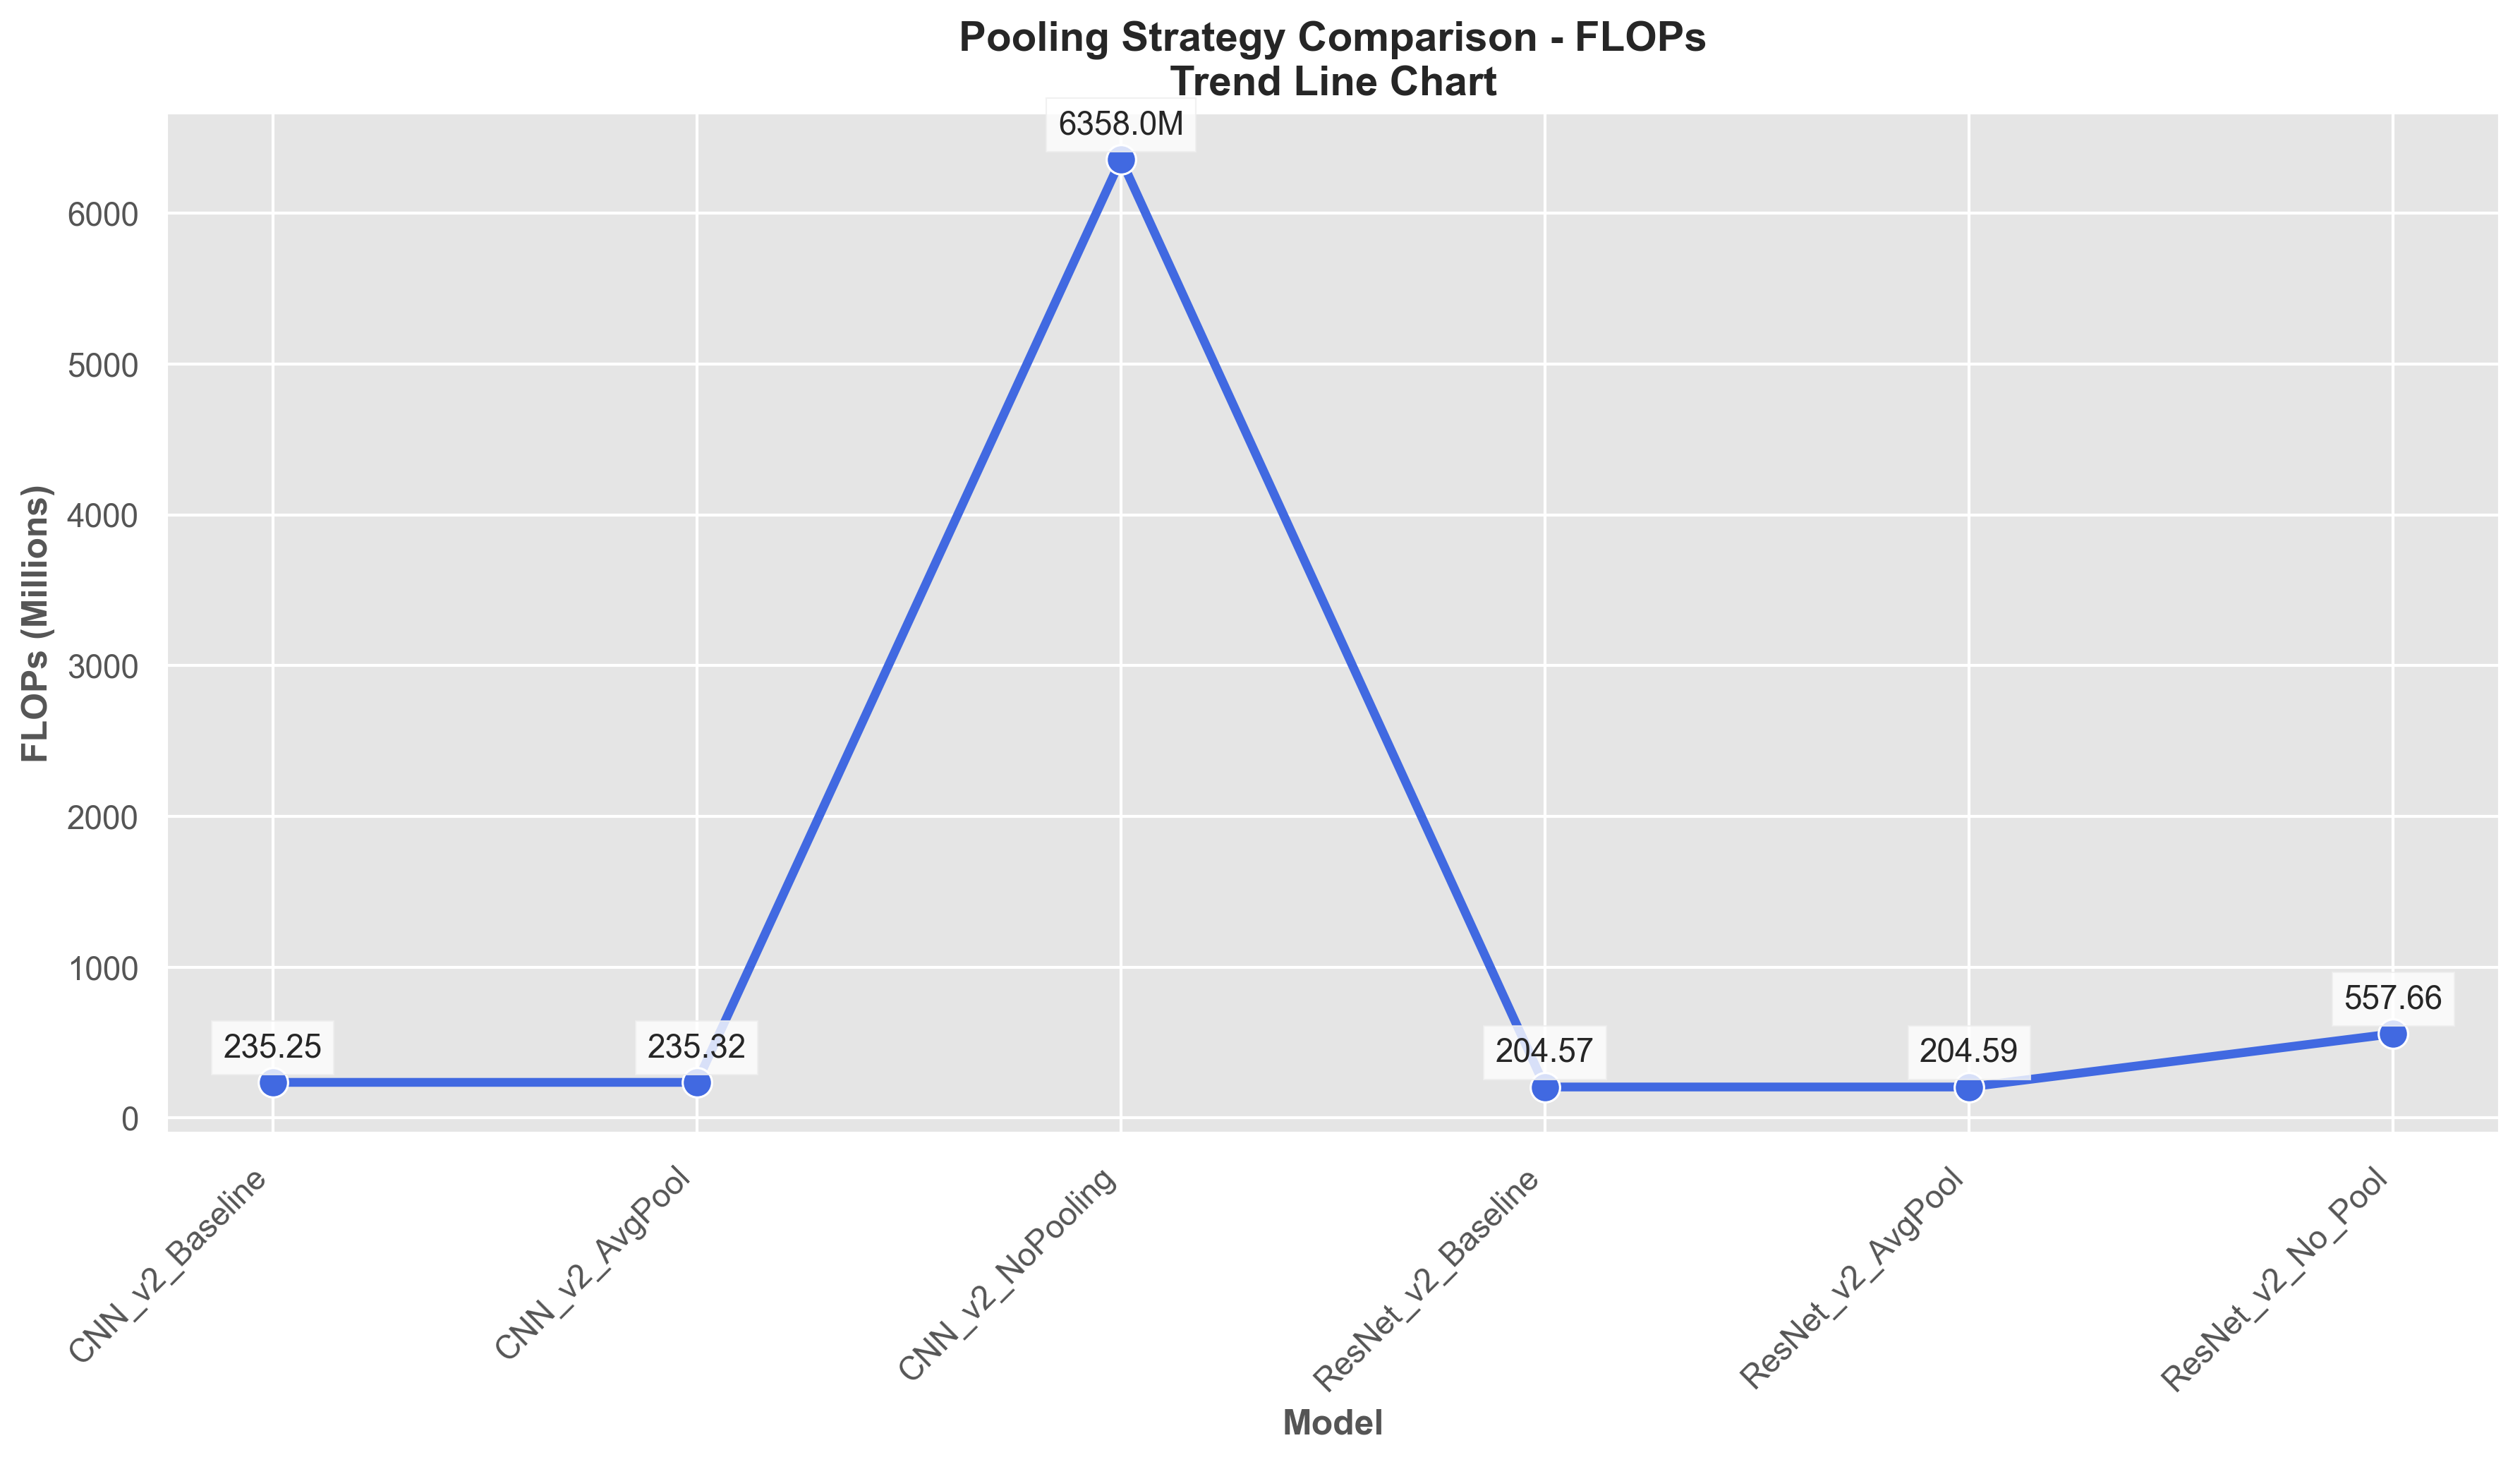 Pooling Strategy Comparison - FLOPs
Trend Line Chart
6358.0M
6000
5000
4000
3000
2000
1000
0
FLOPs (Millions)
235.25
235.32
204.57
204.59
557.66
CNN_v2_Baseline
CNN_v2_AvgPool
CNN_v2_NoPooling
ResNet_v2_Baseline
ResNet_v2_AvgPool
ResNet_v2_No_Pool
Model